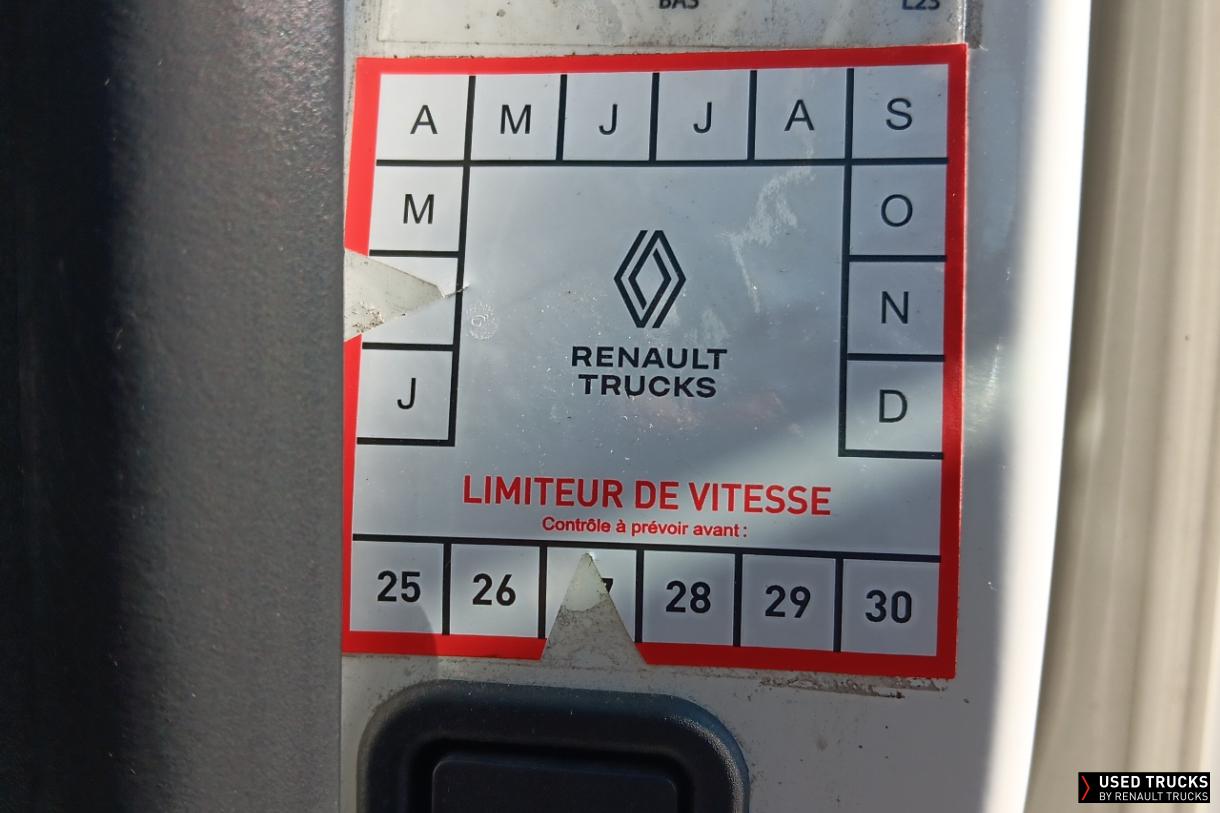 BAS L23
A M J J A S
M O
N
J D
RENAULT
TRUCKS
LIMITEUR DE VITESSE
Contrôle à prévoir avant :
25 26 28 29 30
USED TRUCKS
BY RENAULT TRUCKS